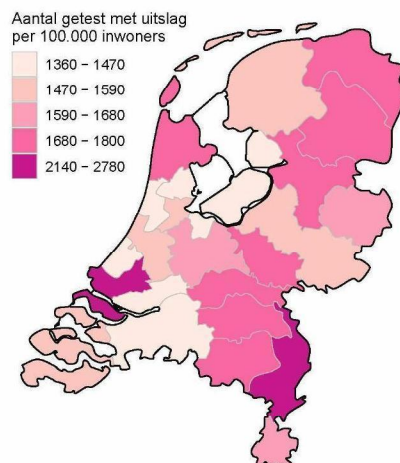 Aantal getest met uitslag
per 100.000 inwoners
1360 – 1470
1470 – 1590
1590 – 1680
1680 – 1800
2140 – 2780